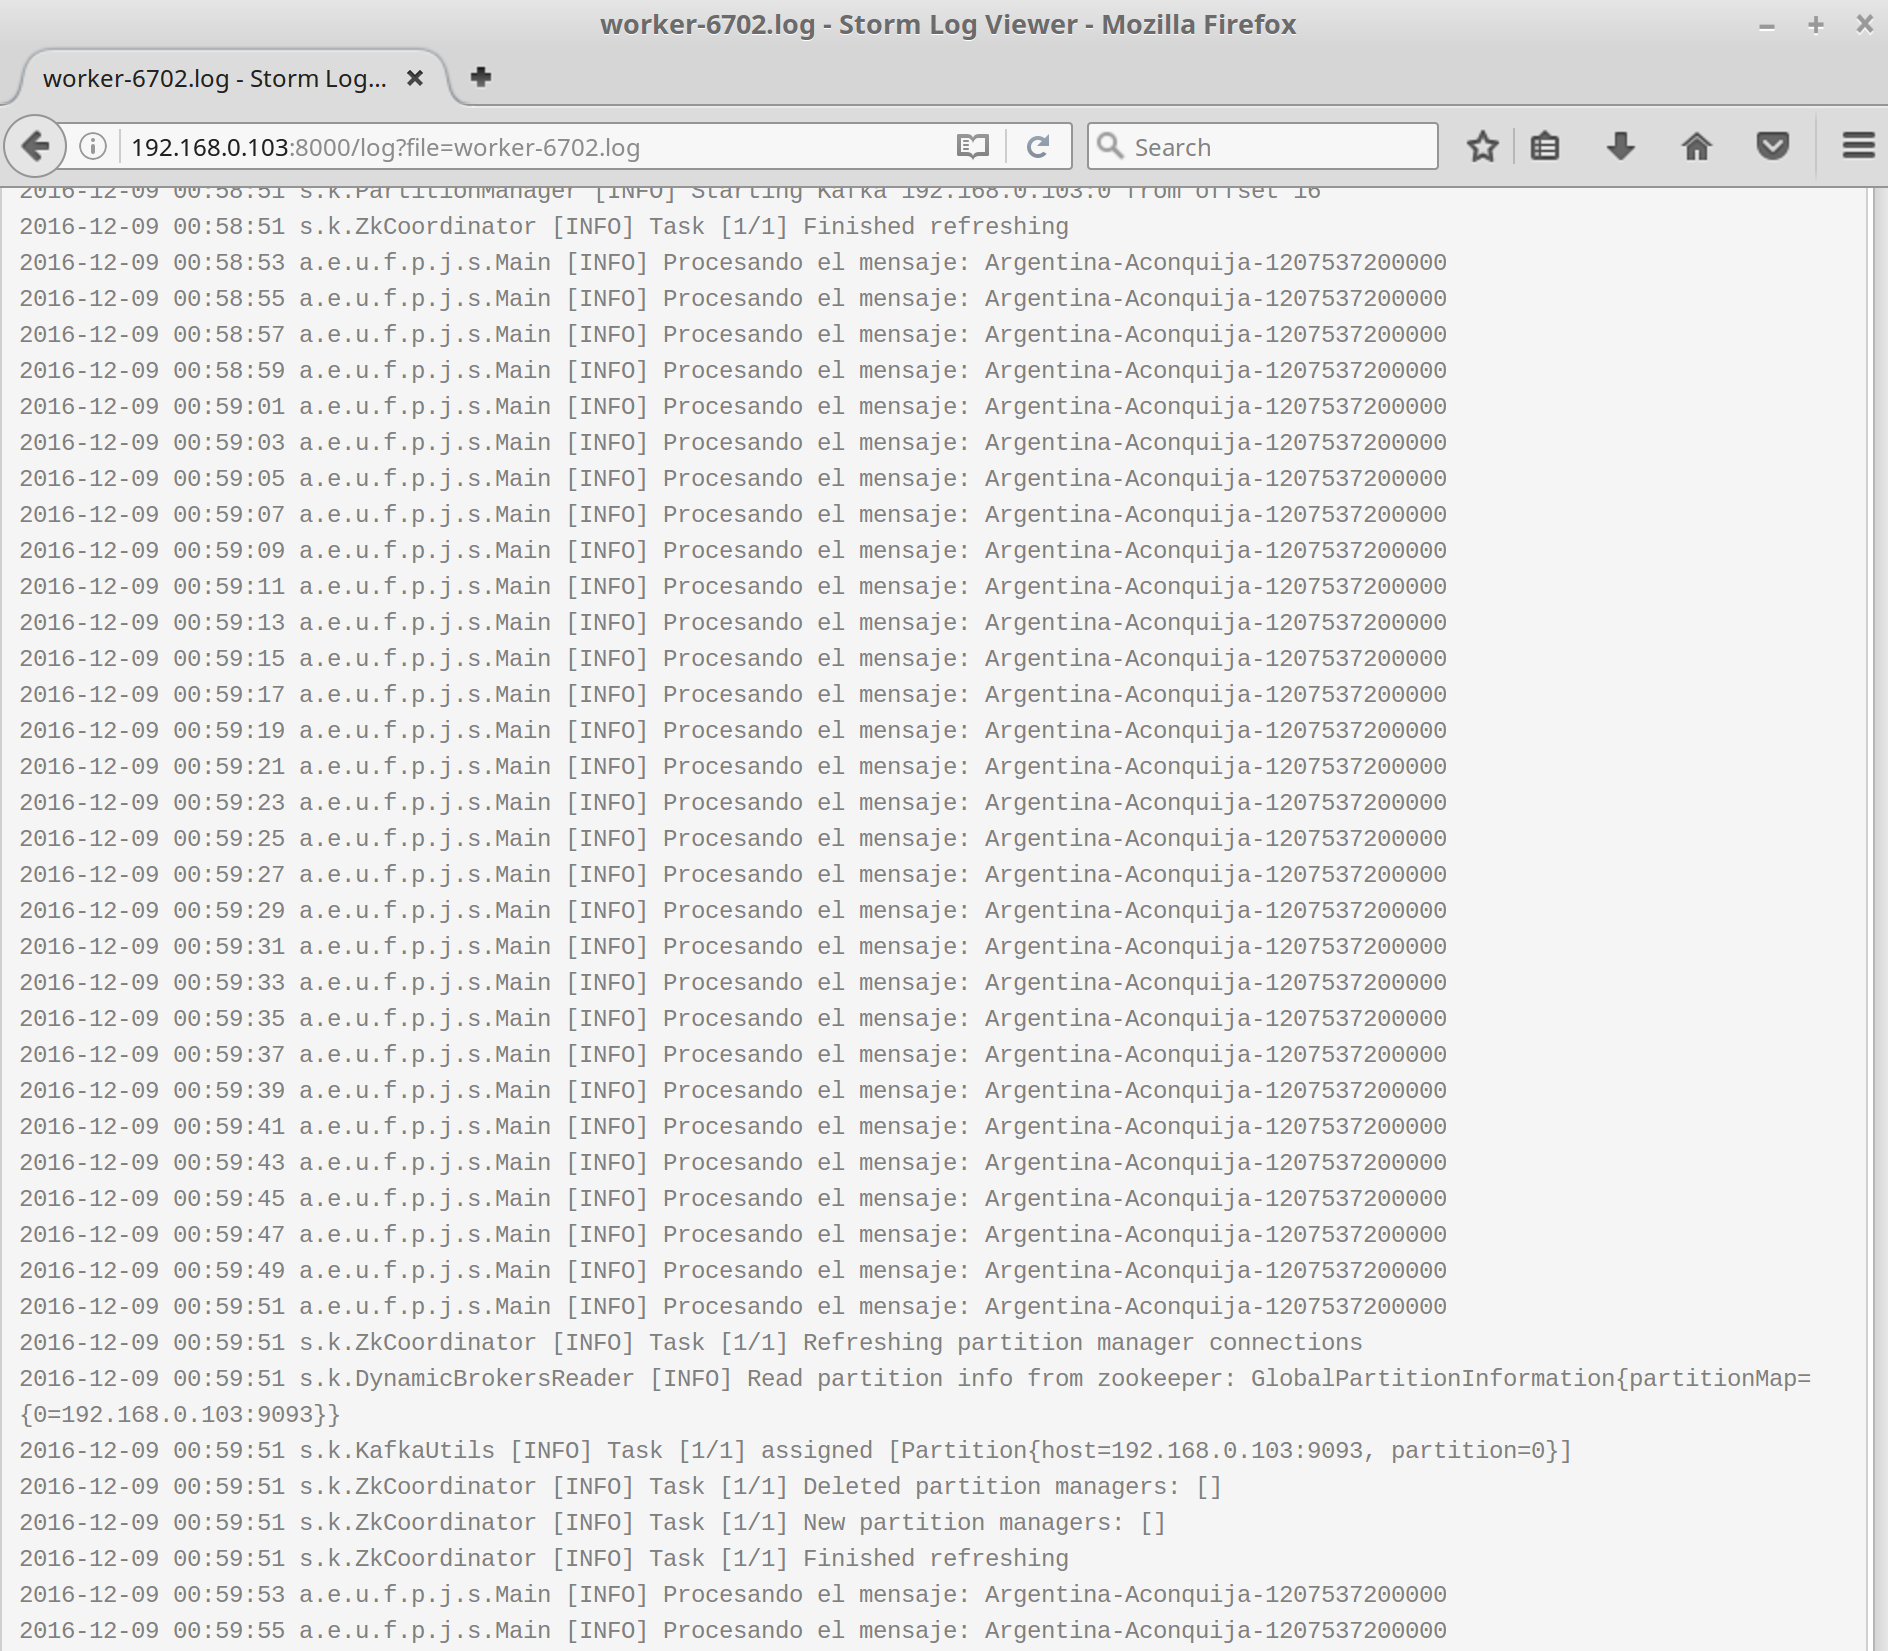 worker-6702.log - Storm Log Viewer - Mozilla Firefox
worker-6702.log - Storm Log...
192.168.0.103:8000/log?file=worker-6702.log
Search
2016-12-09 00:58:51 s.k.PartitionManager [INFO] Starting Kafka 192.168.0.103:0 from offset 16
2016-12-09 00:58:51 s.k.ZkCoordinator [INFO] Task [1/1] Finished refreshing
2016-12-09 00:58:53 a.e.u.f.p.j.s.Main [INFO] Procesando el mensaje: Argentina-Aconquija-1207537200000
2016-12-09 00:58:55 a.e.u.f.p.j.s.Main [INFO] Procesando el mensaje: Argentina-Aconquija-1207537200000
2016-12-09 00:58:57 a.e.u.f.p.j.s.Main [INFO] Procesando el mensaje: Argentina-Aconquija-1207537200000
2016-12-09 00:58:59 a.e.u.f.p.j.s.Main [INFO] Procesando el mensaje: Argentina-Aconquija-1207537200000
2016-12-09 00:59:01 a.e.u.f.p.j.s.Main [INFO] Procesando el mensaje: Argentina-Aconquija-1207537200000
2016-12-09 00:59:03 a.e.u.f.p.j.s.Main [INFO] Procesando el mensaje: Argentina-Aconquija-1207537200000
2016-12-09 00:59:05 a.e.u.f.p.j.s.Main [INFO] Procesando el mensaje: Argentina-Aconquija-1207537200000
2016-12-09 00:59:07 a.e.u.f.p.j.s.Main [INFO] Procesando el mensaje: Argentina-Aconquija-1207537200000
2016-12-09 00:59:09 a.e.u.f.p.j.s.Main [INFO] Procesando el mensaje: Argentina-Aconquija-1207537200000
2016-12-09 00:59:11 a.e.u.f.p.j.s.Main [INFO] Procesando el mensaje: Argentina-Aconquija-1207537200000
2016-12-09 00:59:13 a.e.u.f.p.j.s.Main [INFO] Procesando el mensaje: Argentina-Aconquija-1207537200000
2016-12-09 00:59:15 a.e.u.f.p.j.s.Main [INFO] Procesando el mensaje: Argentina-Aconquija-1207537200000
2016-12-09 00:59:17 a.e.u.f.p.j.s.Main [INFO] Procesando el mensaje: Argentina-Aconquija-1207537200000
2016-12-09 00:59:19 a.e.u.f.p.j.s.Main [INFO] Procesando el mensaje: Argentina-Aconquija-1207537200000
2016-12-09 00:59:21 a.e.u.f.p.j.s.Main [INFO] Procesando el mensaje: Argentina-Aconquija-1207537200000
2016-12-09 00:59:23 a.e.u.f.p.j.s.Main [INFO] Procesando el mensaje: Argentina-Aconquija-1207537200000
2016-12-09 00:59:25 a.e.u.f.p.j.s.Main [INFO] Procesando el mensaje: Argentina-Aconquija-1207537200000
2016-12-09 00:59:27 a.e.u.f.p.j.s.Main [INFO] Procesando el mensaje: Argentina-Aconquija-1207537200000
2016-12-09 00:59:29 a.e.u.f.p.j.s.Main [INFO] Procesando el mensaje: Argentina-Aconquija-1207537200000
2016-12-09 00:59:31 a.e.u.f.p.j.s.Main [INFO] Procesando el mensaje: Argentina-Aconquija-1207537200000
2016-12-09 00:59:33 a.e.u.f.p.j.s.Main [INFO] Procesando el mensaje: Argentina-Aconquija-1207537200000
2016-12-09 00:59:35 a.e.u.f.p.j.s.Main [INFO] Procesando el mensaje: Argentina-Aconquija-1207537200000
2016-12-09 00:59:37 a.e.u.f.p.j.s.Main [INFO] Procesando el mensaje: Argentina-Aconquija-1207537200000
2016-12-09 00:59:39 a.e.u.f.p.j.s.Main [INFO] Procesando el mensaje: Argentina-Aconquija-1207537200000
2016-12-09 00:59:41 a.e.u.f.p.j.s.Main [INFO] Procesando el mensaje: Argentina-Aconquija-1207537200000
2016-12-09 00:59:43 a.e.u.f.p.j.s.Main [INFO] Procesando el mensaje: Argentina-Aconquija-1207537200000
2016-12-09 00:59:45 a.e.u.f.p.j.s.Main [INFO] Procesando el mensaje: Argentina-Aconquija-1207537200000
2016-12-09 00:59:47 a.e.u.f.p.j.s.Main [INFO] Procesando el mensaje: Argentina-Aconquija-1207537200000
2016-12-09 00:59:49 a.e.u.f.p.j.s.Main [INFO] Procesando el mensaje: Argentina-Aconquija-1207537200000
2016-12-09 00:59:51 a.e.u.f.p.j.s.Main [INFO] Procesando el mensaje: Argentina-Aconquija-1207537200000
2016-12-09 00:59:51 s.k.ZkCoordinator [INFO] Task [1/1] Refreshing partition manager connections
2016-12-09 00:59:51 s.k.DynamicBrokersReader [INFO] Read partition info from zookeeper: GlobalPartitionInformation{partitionMap=
{0=192.168.0.103:9093}}
2016-12-09 00:59:51 s.k.KafkaUtils [INFO] Task [1/1] assigned [Partition{host=192.168.0.103:9093, partition=0}]
2016-12-09 00:59:51 s.k.ZkCoordinator [INFO] Task [1/1] Deleted partition managers: []
2016-12-09 00:59:51 s.k.ZkCoordinator [INFO] Task [1/1] New partition managers: []
2016-12-09 00:59:51 s.k.ZkCoordinator [INFO] Task [1/1] Finished refreshing
2016-12-09 00:59:53 a.e.u.f.p.j.s.Main [INFO] Procesando el mensaje: Argentina-Aconquija-1207537200000
2016-12-09 00:59:55 a.e.u.f.p.j.s.Main [INFO] Procesando el mensaje: Argentina-Aconquija-1207537200000